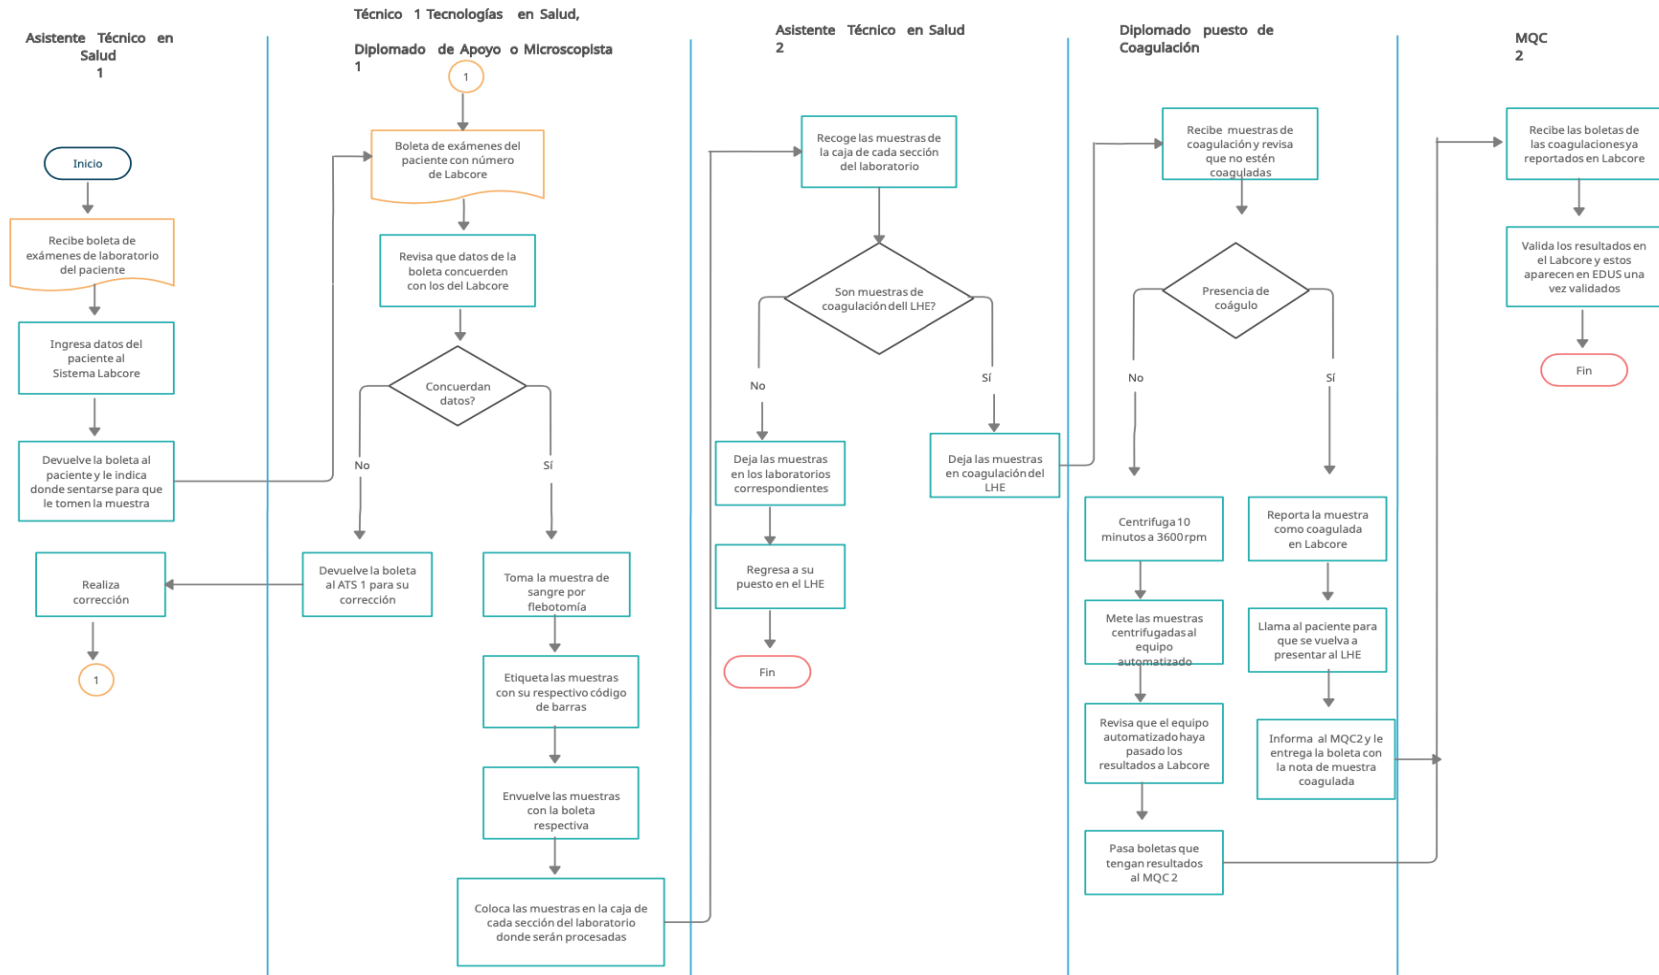 Asistente Técnico en
Salud
1
Inicio
Recibe boleta de
exámenes de laboratorio
del paciente
Ingresa datos del
paciente al
Sistema Labcore
Devuelve la boleta al
paciente y le indica
donde sentarse para que
le tomen la muestra
Realiza
corrección
1
Técnico 1 Tecnologías en Salud,
Diplomado de Apoyo o Microscopista
1
1
Boleta de exámenes del
paciente con número
de Labcore
Revisa que datos de la
boleta concuerden
con los del Labcore
Concuerdan
datos?
No
Sí
Devuelve la boleta
al ATS 1 para su
corrección
Toma la muestra de
sangre por
flebotomía
Etiqueta las muestras
con su respectivo código
de barras
Envuelve las muestras
con la boleta
respectiva
Coloca las muestras en la caja de
cada sección del laboratorio
donde serán procesadas
Asistente Técnico en Salud
2
Recoge las muestras de
la caja de cada sección
del laboratorio
Son muestras de
coagulación dell LHE?
No
Sí
Deja las muestras
en los laboratorios
correspondientes
Regresa a su
puesto en el LHE
Fin
Deja las muestras
en coagulación del
LHE
Diplomado puesto de
Coagulación
Recibe muestras de
coagulación y revisa
que no estén
coaguladas
Presencia de
coágulo
No
Sí
Centrifuga 10
minutos a 3600 rpm
Mete las muestras
centrifugadas al
equipo
automatizado
Revisa que el equipo
automatizado haya
pasado los
resultados a Labcore
Pasa boletas que
tengan resultados
al MQC 2
Reporta la muestra
como coagulada
en Labcore
Llama al paciente para
que se vuelva a
presentar al LHE
Informa al MQC2 y le
entrega la boleta con
la nota de muestra
coagulada
MQC
2
Recibe las boletas de
las coagulaciones ya
reportados en Labcore
Valida los resultados en
el Labcore y estos
aparecen en EDUS una
vez validados
Fin